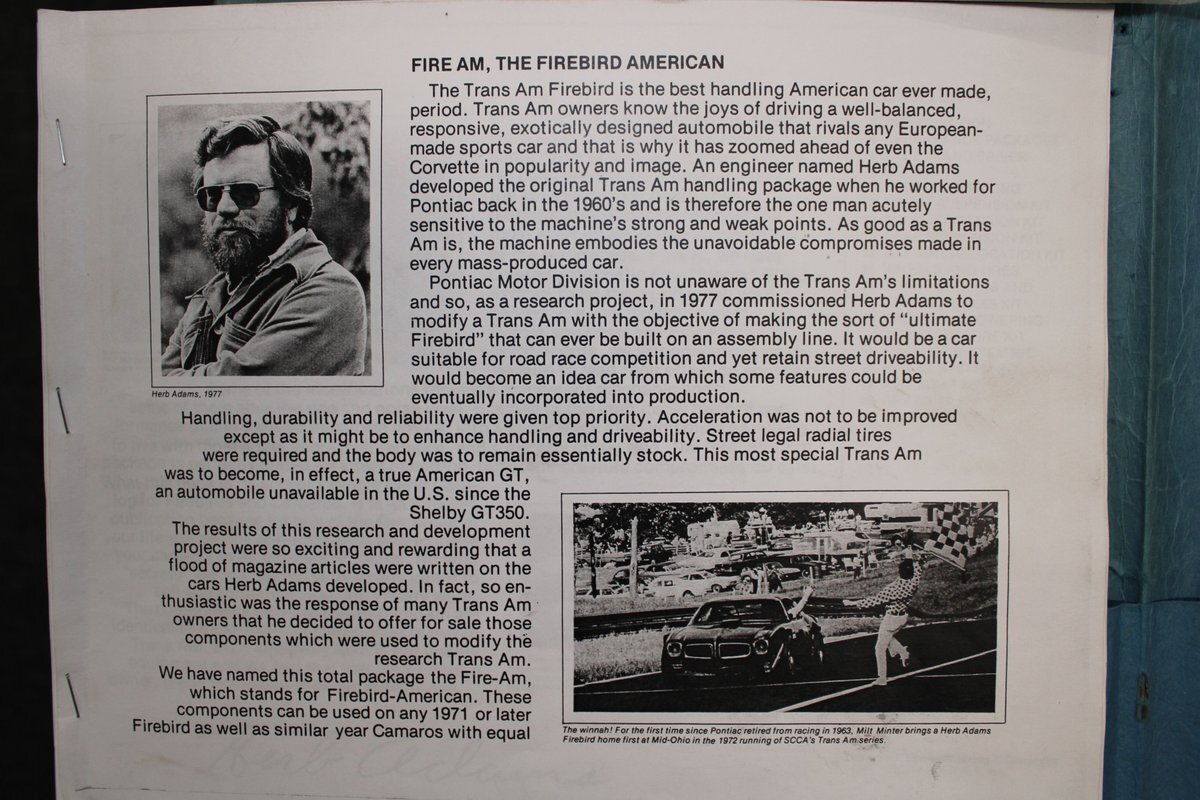 FIRE AM, THE FIREBIRD AMERICAN
The Trans Am Firebird is the best handling American car ever made,
period. Trans Am owners know the joys of driving a well-balanced,
responsive, exotically designed automobile that rivals any European-
made sports car and that is why it has zoomed ahead of even the
Corvette in popularity and image. An engineer named Herb Adams
developed the original Trans Am handling package when he worked for
Pontiac back in the 1960's and is therefore the one man acutely
sensitive to the machine's strong and weak points. As good as a Trans
Am is, the machine embodies the unavoidable compromises made in
every mass-produced car.
Pontiac Motor Division is not unaware of the Trans Am's limitations
and so, as a research project, in 1977 commissioned Herb Adams to
modify a Trans Am with the objective of making the sort of "ultimate
Firebird" that can ever be built on an assembly line. It would be a car
suitable for road race competition and yet retain street driveability. It
would become an idea car from which some features could be
eventually incorporated into production.
Herb Adams, 1977
Handling, durability and reliability were given top priority. Acceleration was not to be improved
except as it might be to enhance handling and driveability. Street legal radial tires
were required and the body was to remain essentially stock. This most special Trans Am
was to become, in effect, a true American GT,
an automobile unavailable in the U.S. since the
Shelby GT350.
The results of this research and development
project were so exciting and rewarding that a
flood of magazine articles were written on the
cars Herb Adams developed. In fact, so en-
thusiastic was the response of many Trans Am
owners that he decided to offer for sale those
components which were used to modify the
research Trans Am.
We have named this total package the Fire-Am,
which stands for Firebird-American. These
components can be used on any 1971 or later
Firebird as well as similar year Camaros with equal
The winnah! For the first time since Pontiac retired from racing in 1963, Milt Minter brings a Herb Adams
Firebird home first at Mid-Ohio in the 1972 running of SCCA's Trans Am series.
Herb Adams